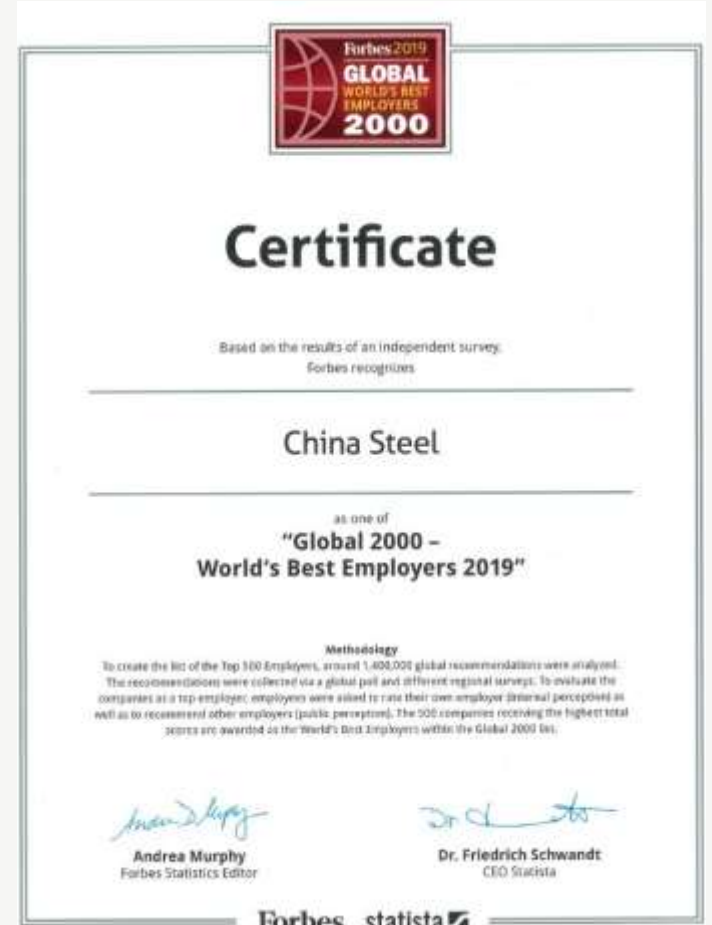 Forbes 2019
GLOBAL
WORLD'S BEST
EMPLOYERS
2000
Certificate
Based on the results of an independent survey,
Forbes recognizes
China Steel
as one of
“Global 2000 –
World’s Best Employers 2019”
Methodology
To create the list of the Top 500 Employers, around 1,400,000 global recommendations were analyzed.
The recommendations were collected via a global poll and different regional surveys. To evaluate the
companies as a top employer, employees were asked to rate their own employer (internal perception) as
well as to recommend other employers (public perception). The 500 companies receiving the highest total
scores are awarded as the World's Best Employers within the Global 2000 list.
Andrea Murphy
Forbes Statistics Editor
Dr. Friedrich Schwandt
CEO Statista
Forbes statista